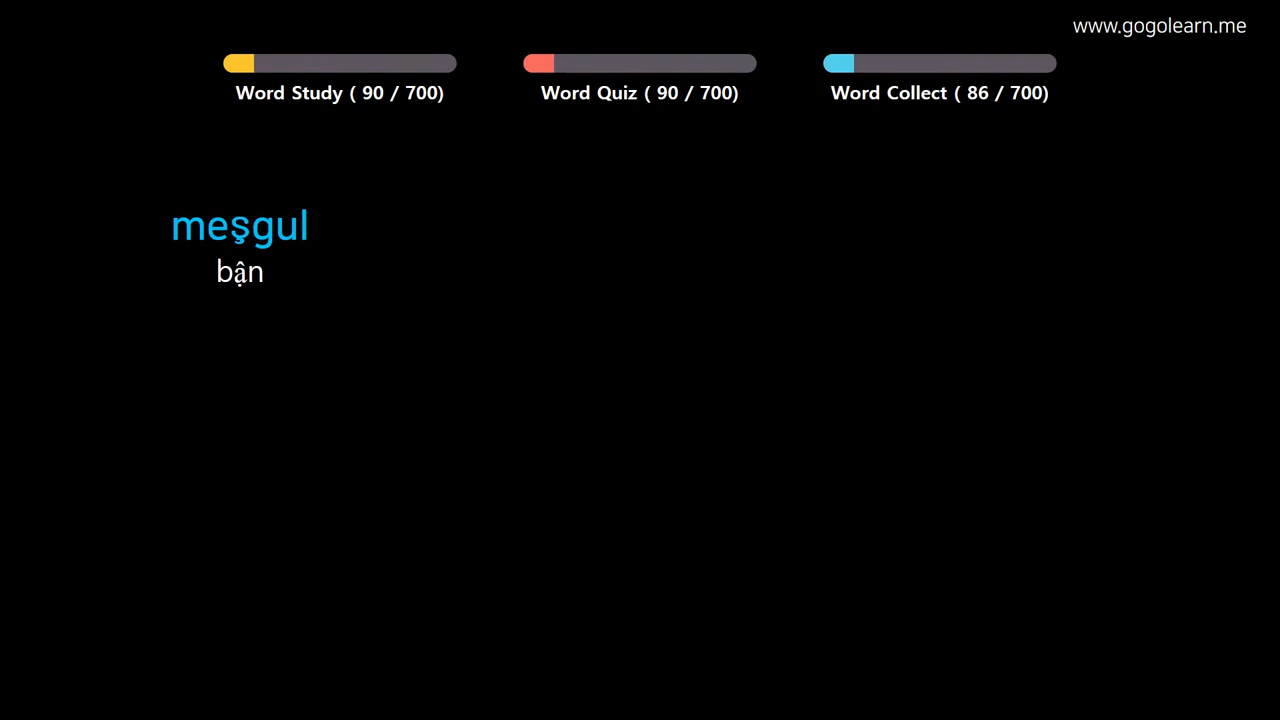 www.gogolearn.me
Word Study ( 90 / 700)
Word Quiz ( 90 / 700)
Word Collect ( 86 / 700)
meşgul
bận